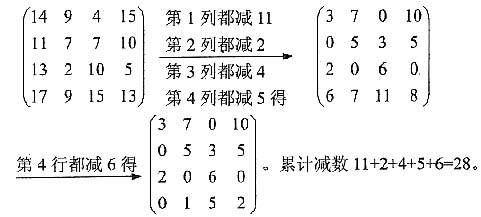 14 9 4 15
11 7 7 10
13 2 10 5
17 9 15 13
第1列都减11
第2列都减2
第3列都减4
第4列都减5得
3 7 0 10
0 5 3 5
2 0 6 0
6 7 11 8
第4行都减6得
3 7 0 10
0 5 3 5
2 0 6 0
0 1 5 2
。累计减数11+2+4+5+6=28。